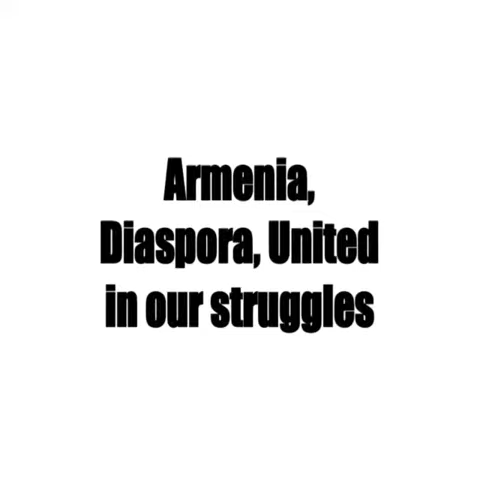 Armenia,
Diaspora, United
in our struggles